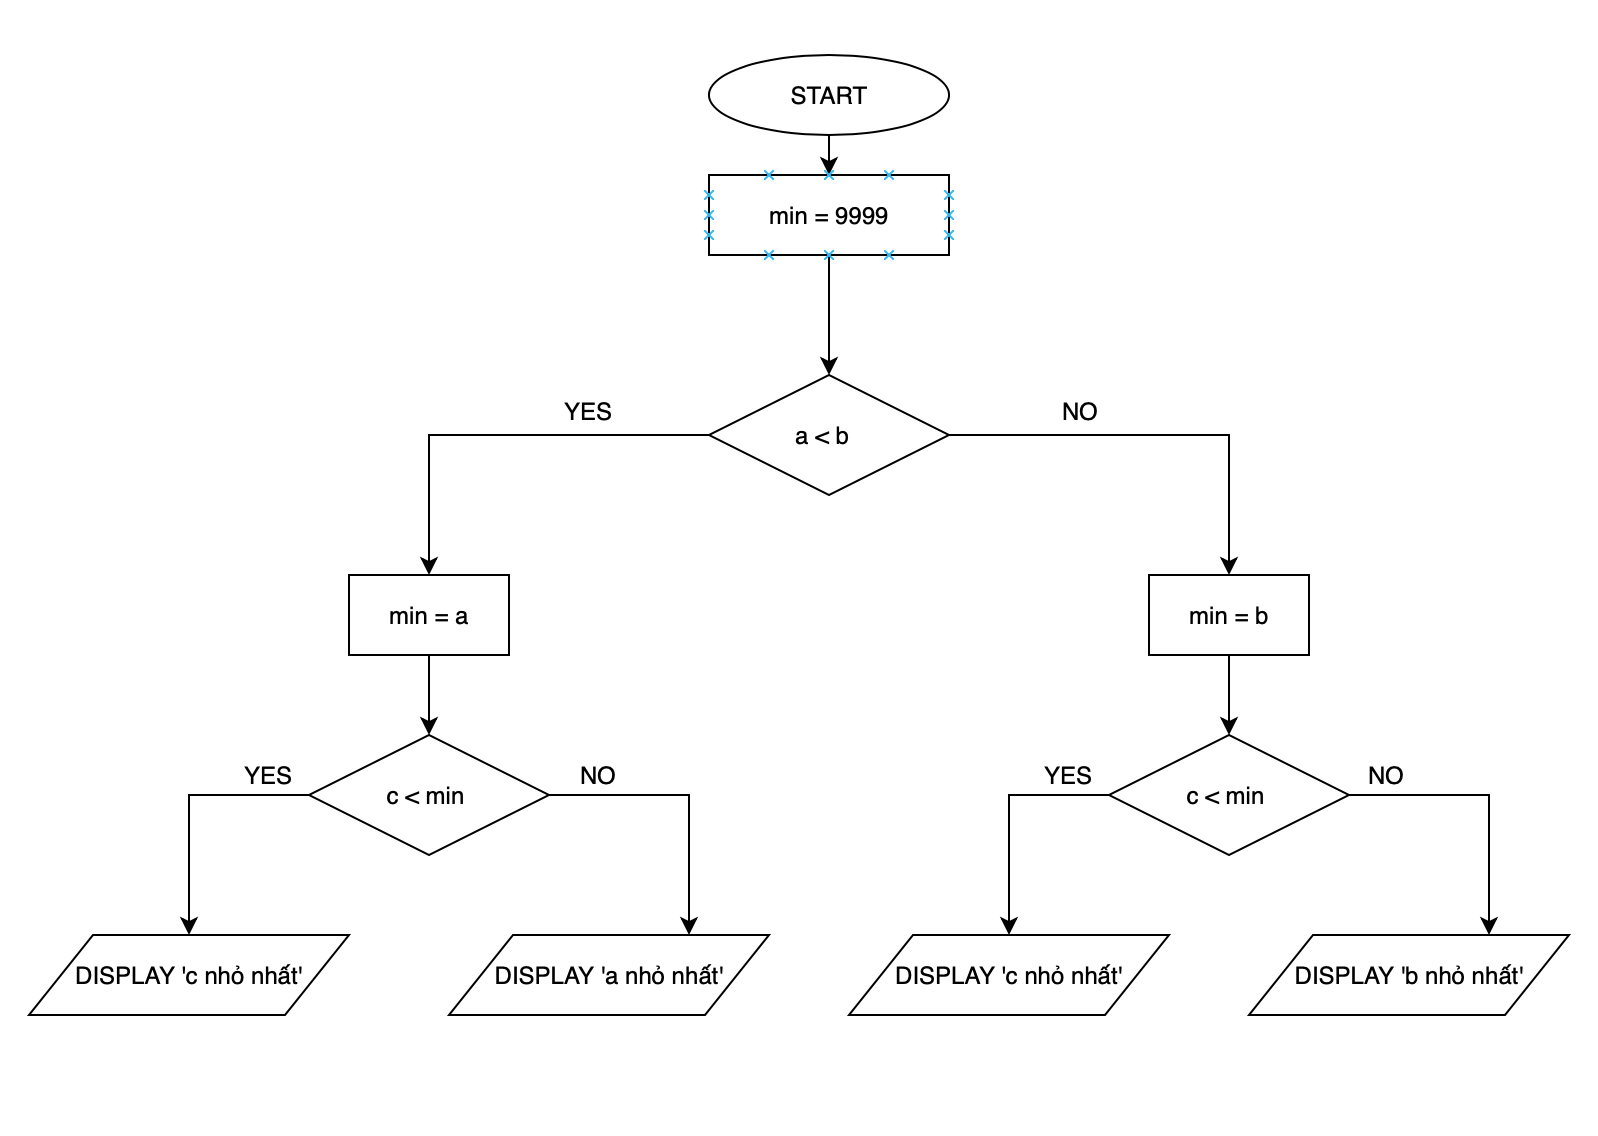 START
min = 9999
YES
NO
a < b
min = a
min = b
YES
NO
YES
NO
c < min
c < min
DISPLAY 'c nhỏ nhất'
DISPLAY 'a nhỏ nhất'
DISPLAY 'c nhỏ nhất'
DISPLAY 'b nhỏ nhất'